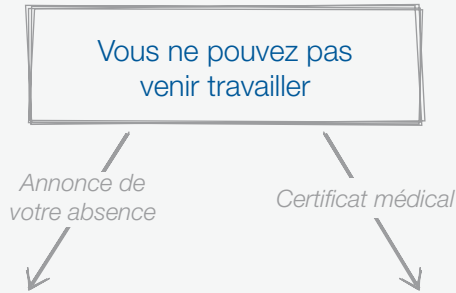 Vous ne pouvez pas
venir travailler
Annonce de
votre absence
Certificat médical